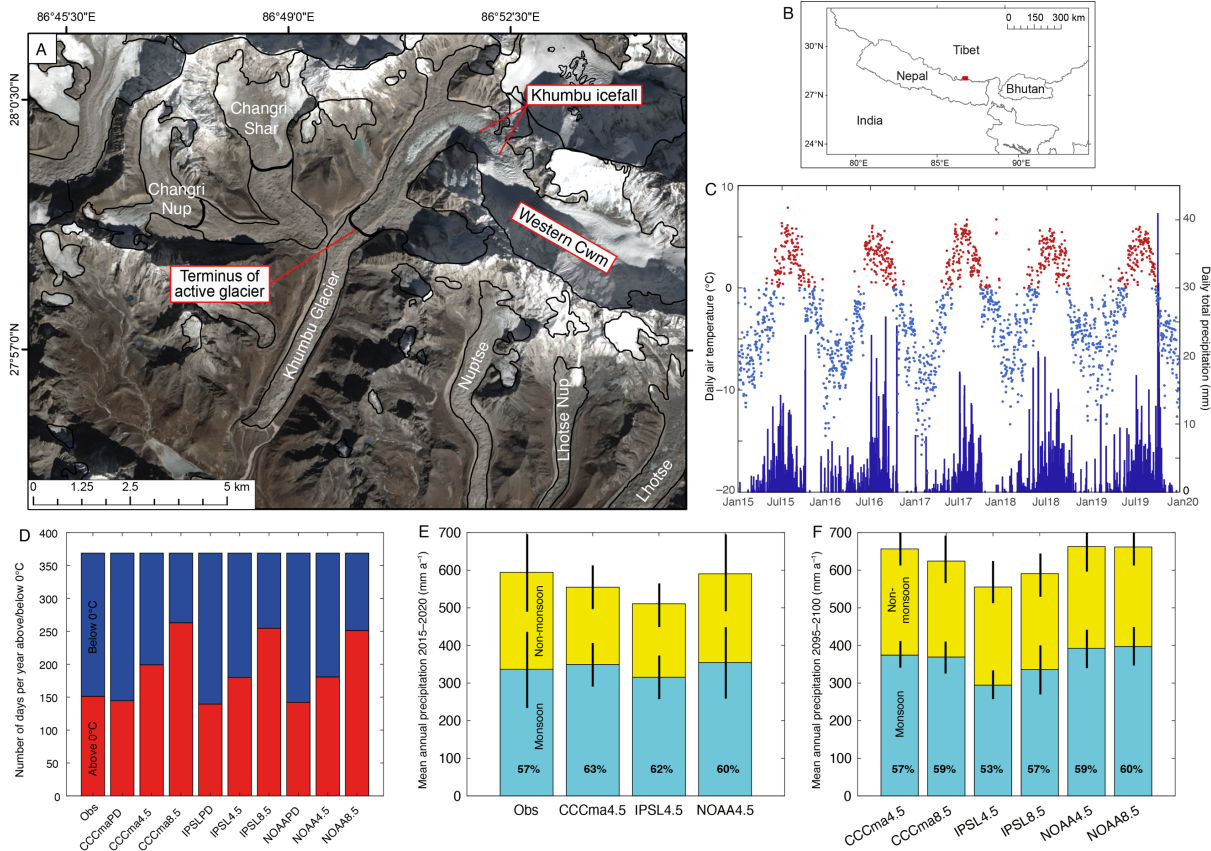 86°45'30"E
86°49'0"E
86°52'30"E
A
28°0'30"N
27°57'0"N
Changri
Shar
Khumbu icefall
Changri
Nup
Western Cwm
Terminus of
active glacier
Khumbu Glacier
Nuptse
Lhotse Nup
Lhotse
0
1.25
2.5
5 km
B
0 150 300 km
30°N
27°N
24°N
Tibet
Nepal
Bhutan
India
80°E
85°E
90°E
C
Daily air temperature (°C)
10
0
−10
−20
Daily total precipitation (mm)
40
30
20
10
0
Jan15
Jul15
Jan16
Jul16
Jan17
Jul17
Jan18
Jul18
Jan19
Jul19
Jan20
D
Number of days per year above/below 0°C
400
350
300
250
200
150
100
50
0
Below 0°C
Above 0°C
Obs
CCCmaPD
CCCma4.5
CCCma8.5
IPSLPD
IPSL4.5
IPSL8.5
NOAAPD
NOAA4.5
NOAA8.5
E
Mean annual precipitation 2015–2020 (mm a⁻¹)
700
600
500
400
300
200
100
0
Non-monsoon
Monsoon
57%
63%
62%
60%
Obs
CCCma4.5
IPSL4.5
NOAA4.5
F
Mean annual precipitation 2095–2100 (mm a⁻¹)
700
600
500
400
300
200
100
0
Non-
monsoon
Monsoon
57%
59%
53%
57%
59%
60%
CCCma4.5
CCCma8.5
IPSL4.5
IPSL8.5
NOAA4.5
NOAA8.5